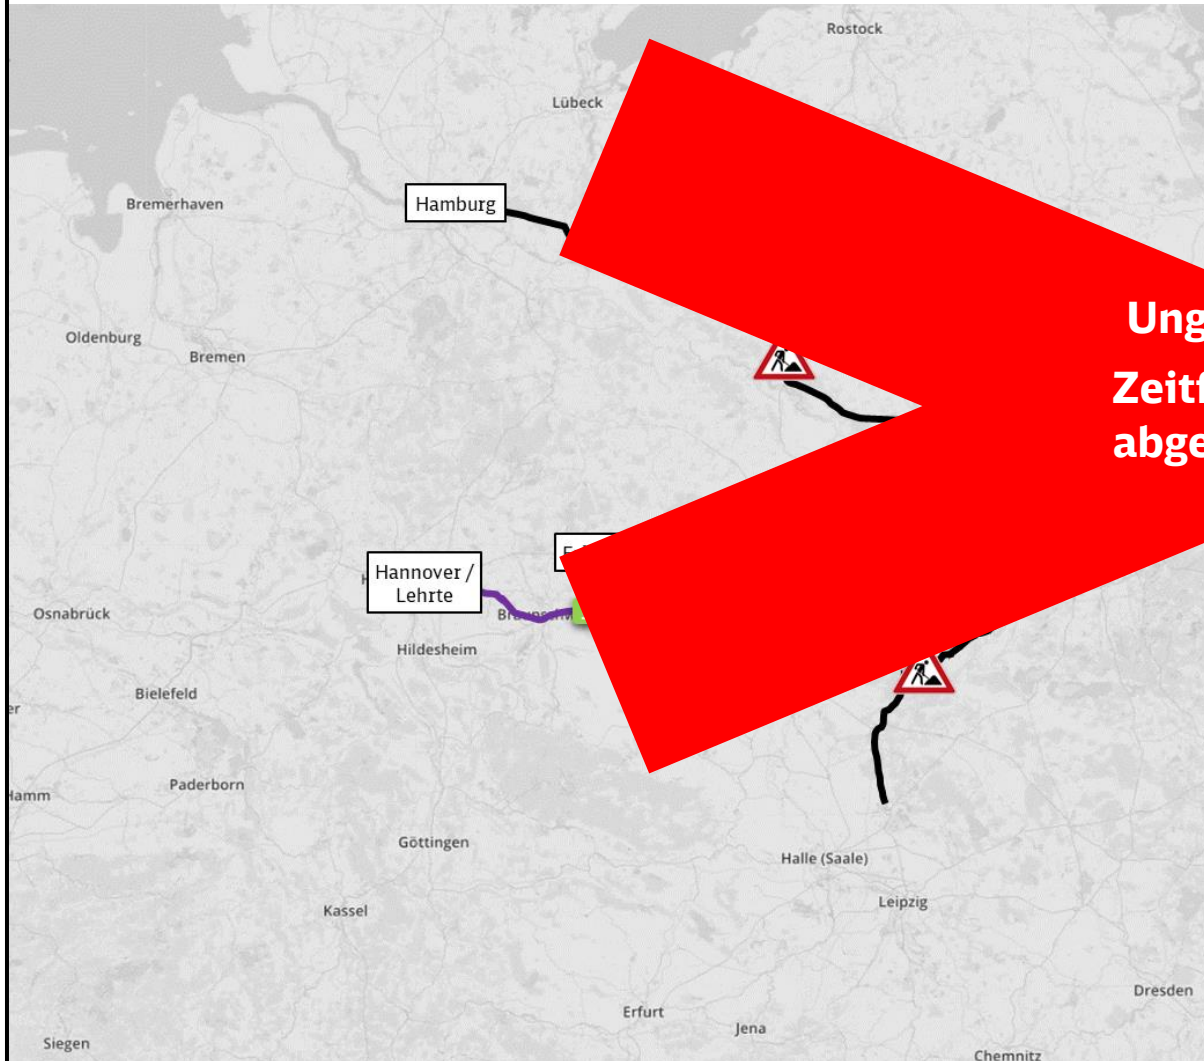 Rostock
Lübeck
Hamburg
Bremerhaven
Oldenburg
Bremen
Ung
Zeitf
abge
Hannover /
Lehrte
Osnabrück
Hildesheim
Bielefeld
er
Paderborn
Hamm
Göttingen
Halle (Saale)
Kassel
Leipzig
Dresden
Erfurt
Jena
Siegen
Chemnitz